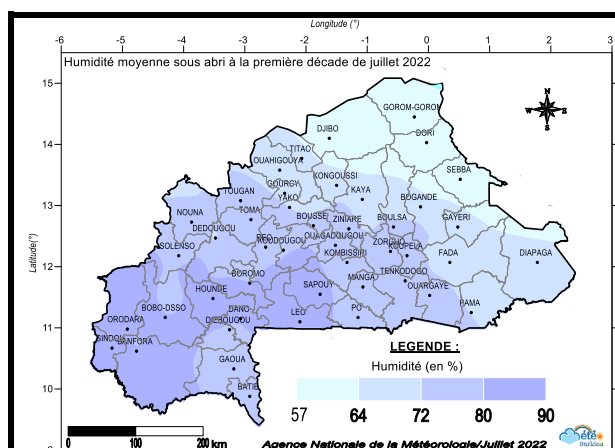 Longitude (°)
-6 -5 -4 -3 -2 -1 0 1 2 3
Humidité moyenne sous abri à la première décade de juillet 2022
15
14
13
12
11
10
Latitude(°)
N
W E
S
GOROM-GOROM
DJIBO
DORI
TITAO
OUAHIGOUYA
SEBBA
KONGOUSSI
GOURCY
KAYA
TOUGAN
YAKO
BOGANDE
NOUNA
TOMA
BOUSSE
ZINIARE
BOULSA
GAYERI
DEDOUGOU
OUAGADOUGOU
REO
KOUDOUGOU
ZORGHO
SOLENSO
KOMBISSIRI
KOUPELA
FADA
DIAPAGA
BOROMO
TENKODOGO
HOUNDE
SAPOUY
MANGA
OUARGAYE
BOBO-DSSO
DANO
LEO
PO
PAMA
ORODARA
DIEBOUGOU
SINDOU
BANFORA
GAOUA
BATIE
LEGENDE :
Humidité (en %)
57 64 72 80 90
0 100 200 km
Agence Nationale de la Météorologie/Juillet 2022
Météo
Burkina